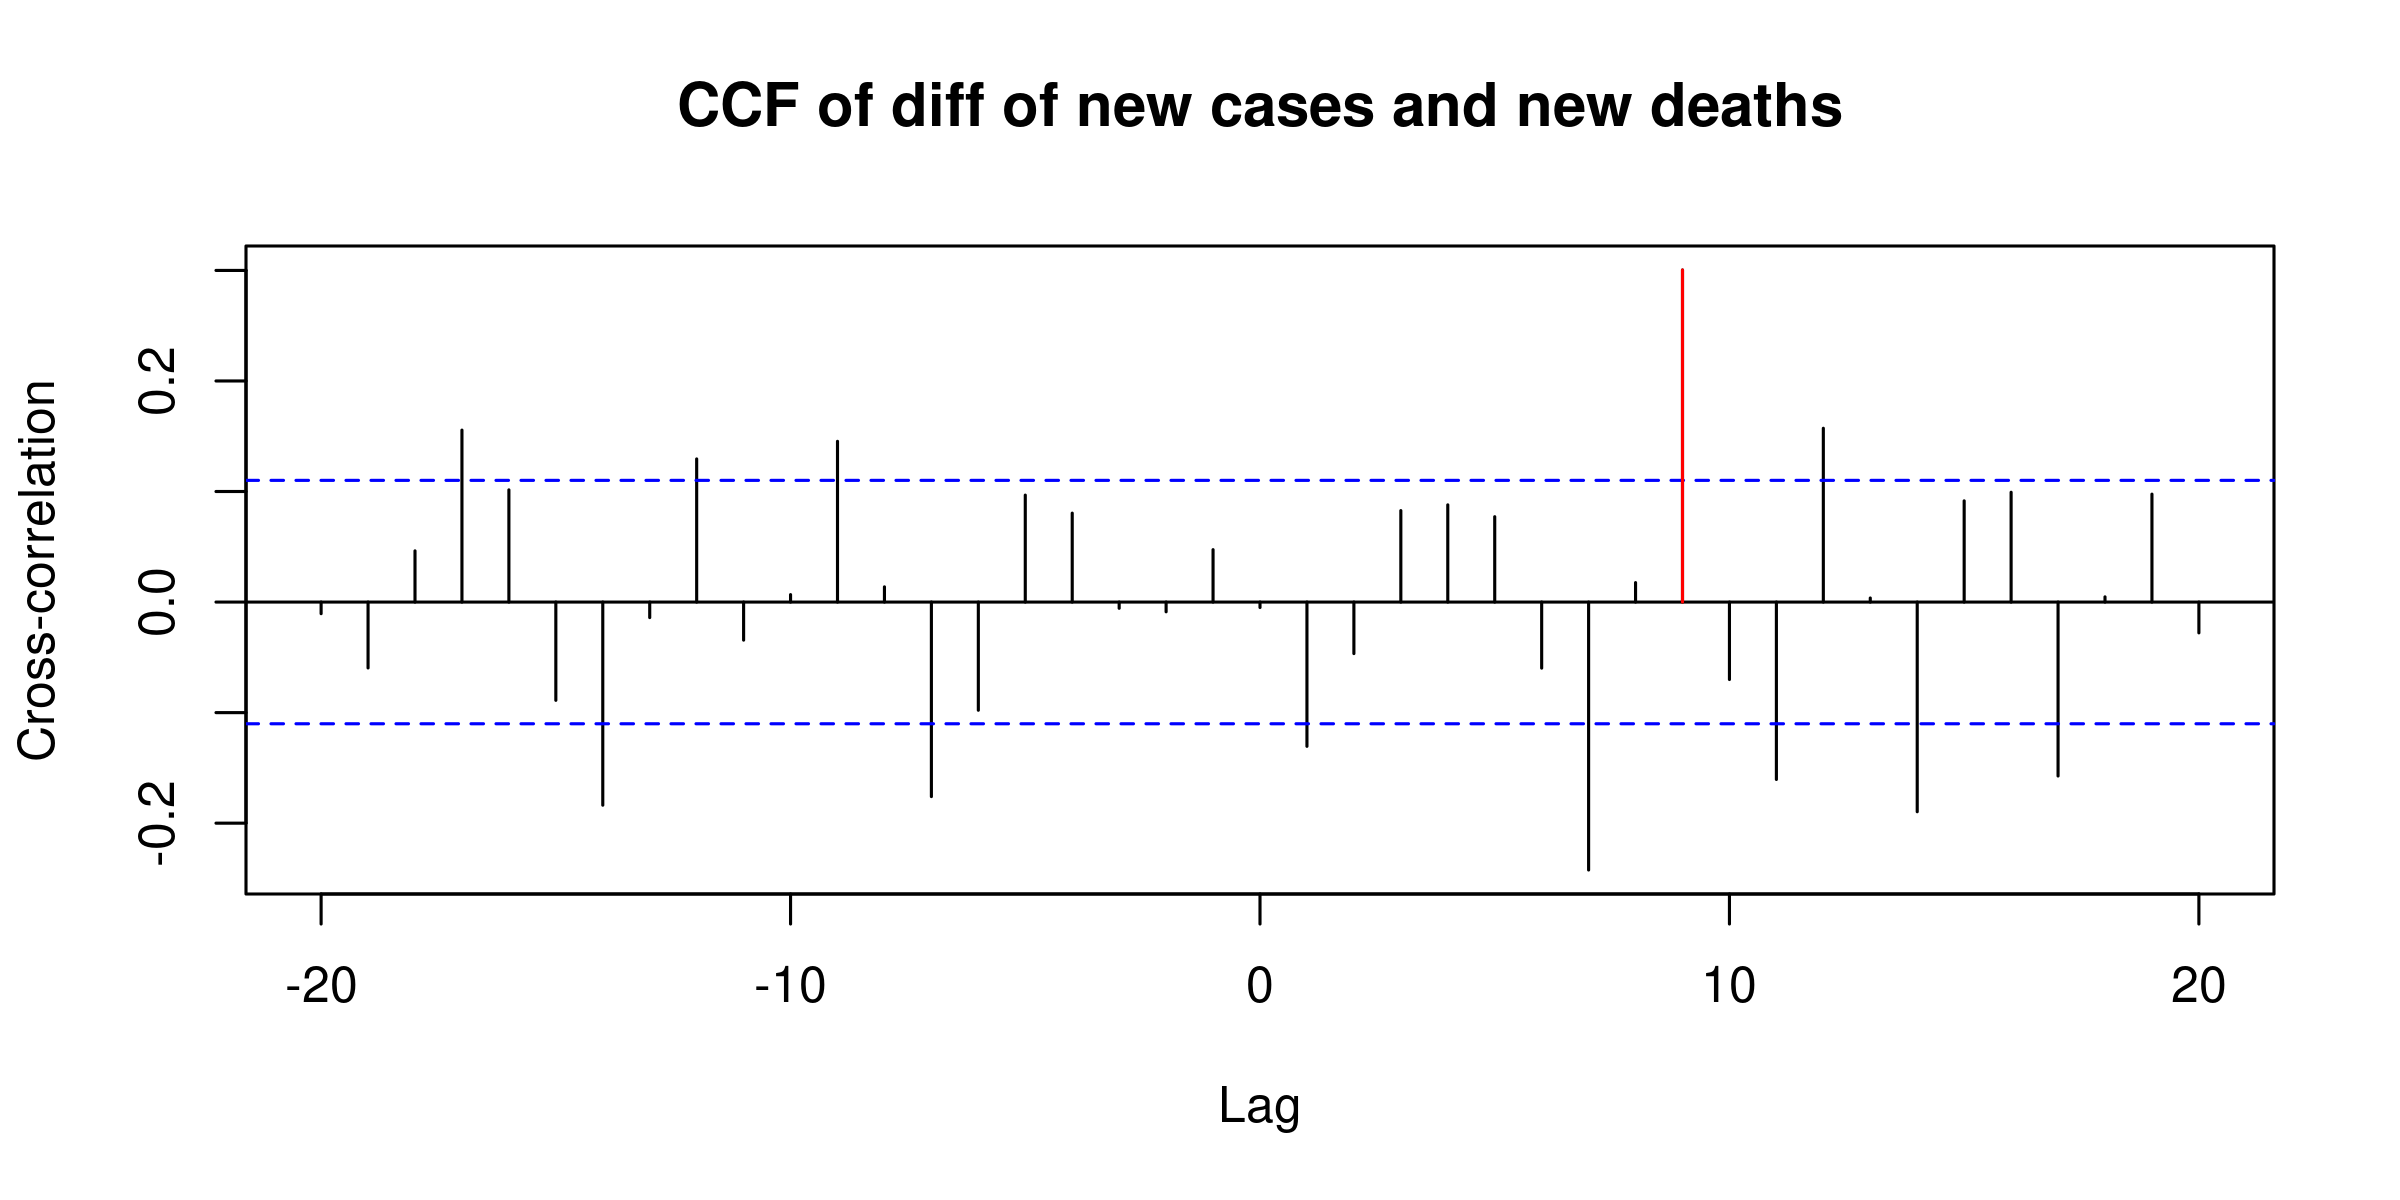 CCF of diff of new cases and new deaths
Cross-correlation
0.2
0.0
-0.2
-20 -10 0 10 20
Lag